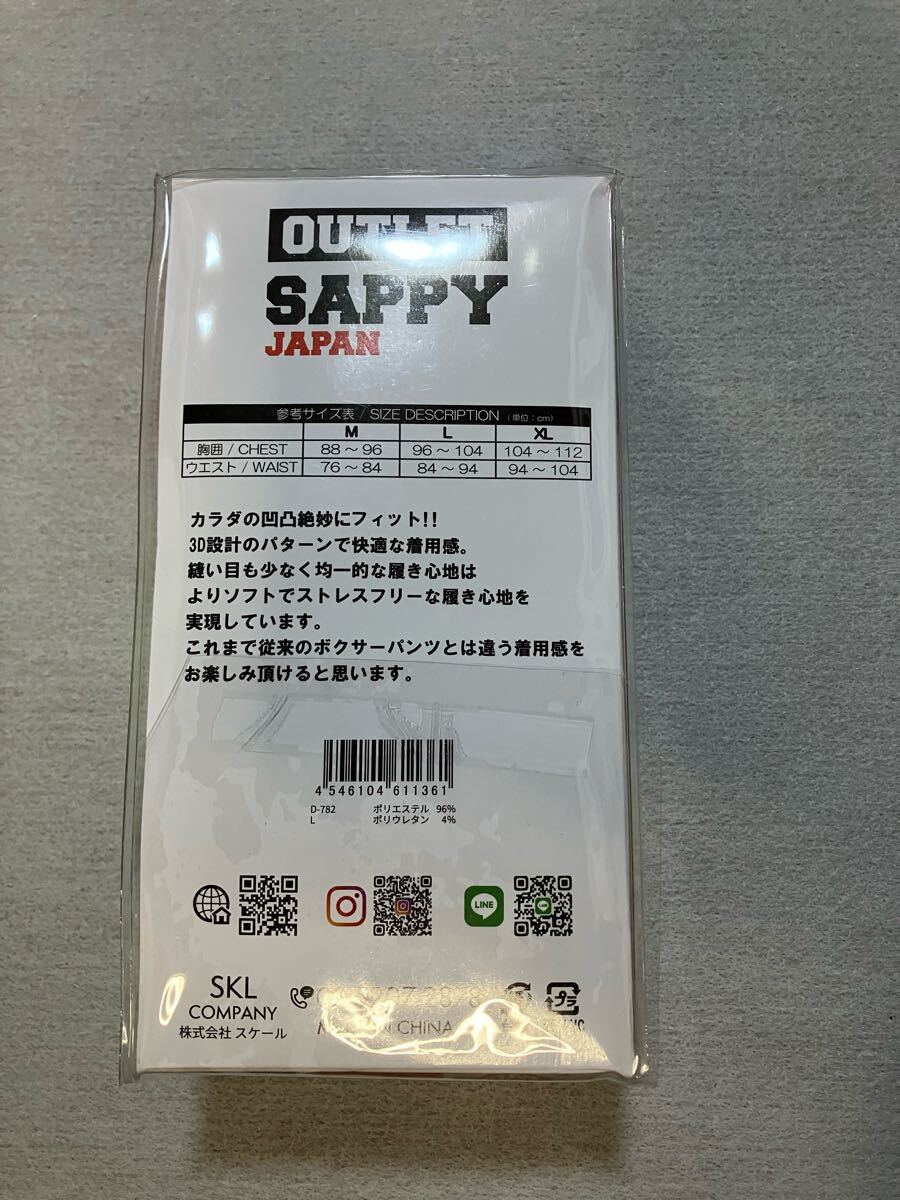 OUTLET
SAPPY
JAPAN
参考サイズ表 / SIZE DESCRIPTION (単位:cm)
M L XL
胸囲 / CHEST 88～96 96～104 104～112
ウエスト / WAIST 76～84 84～94 94～104
カラダの凹凸絶妙にフィット!!
3D設計のパターンで快適な着用感。
縫い目も少なく均一的な履き心地は
よりソフトでストレスフリーな履き心地を
実現しています。
これまで従来のボクサーパンツとは違う着用感を
お楽しみ頂けると思います。
4 546104 611361
D-782 ポリエステル 96%
L ポリウレタン 4%
LINE
SKL
COMPANY
株式会社 スケール
IN CHINA
プラ